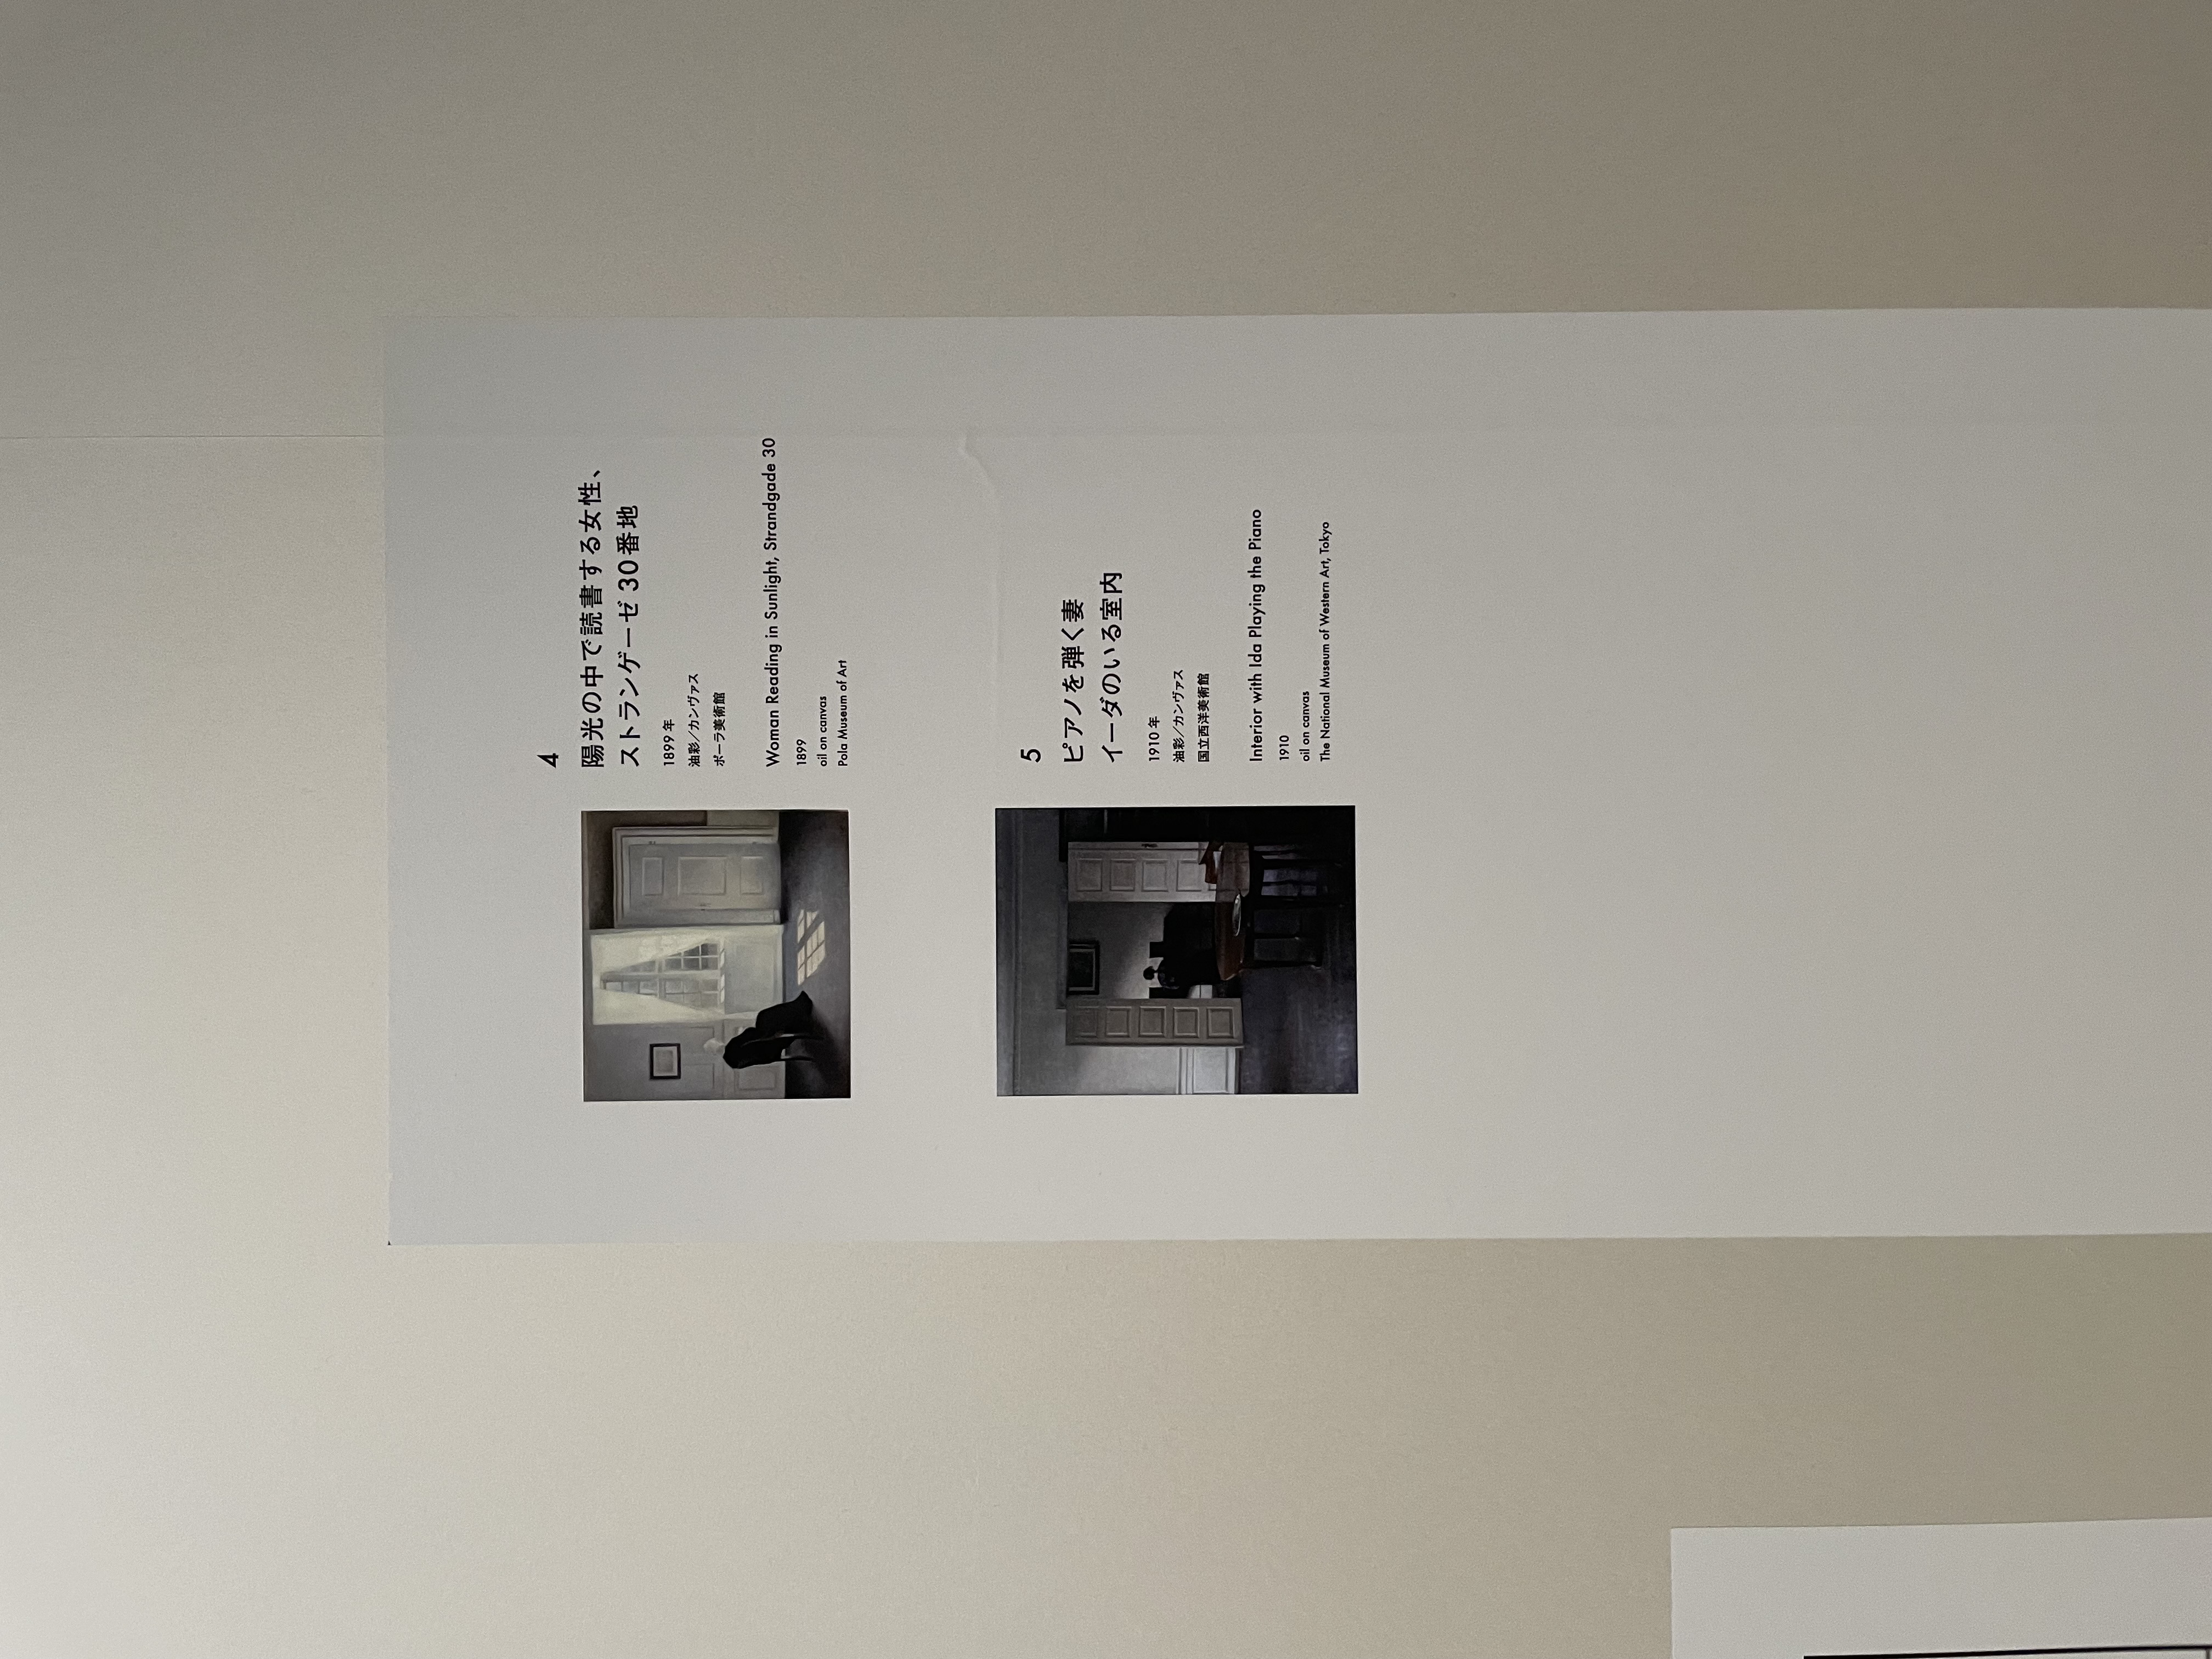 4
陽光の中で読書する女性、
ストランゲーゼ 30番地
1899 年
油彩／カンヴァス
ポーラ美術館
Woman Reading in Sunlight, Strandgade 30
1899
oil on canvas
Pola Museum of Art
5
ピアノを弾く妻
イーダのいる室内
1910 年
油彩／カンヴァス
国立西洋美術館
Interior with Ida Playing the Piano
1910
oil on canvas
The National Museum of Western Art, Tokyo